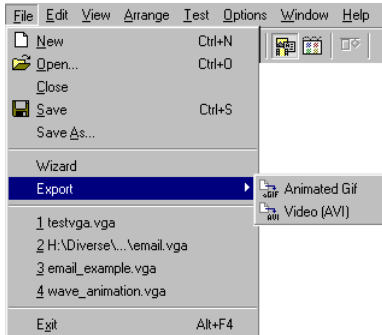 File Edit View Arrange Test Options Window Help
New Ctrl+N
Open... Ctrl+O
Close
Save Ctrl+S
Save As...
Wizard
Export
GIF Animated Gif
AVI Video (AVI)
1 testvga.vga
2 H:\Diverse\...\email.vga
3 email_example.vga
4 wave_animation.vga
Exit Alt+F4